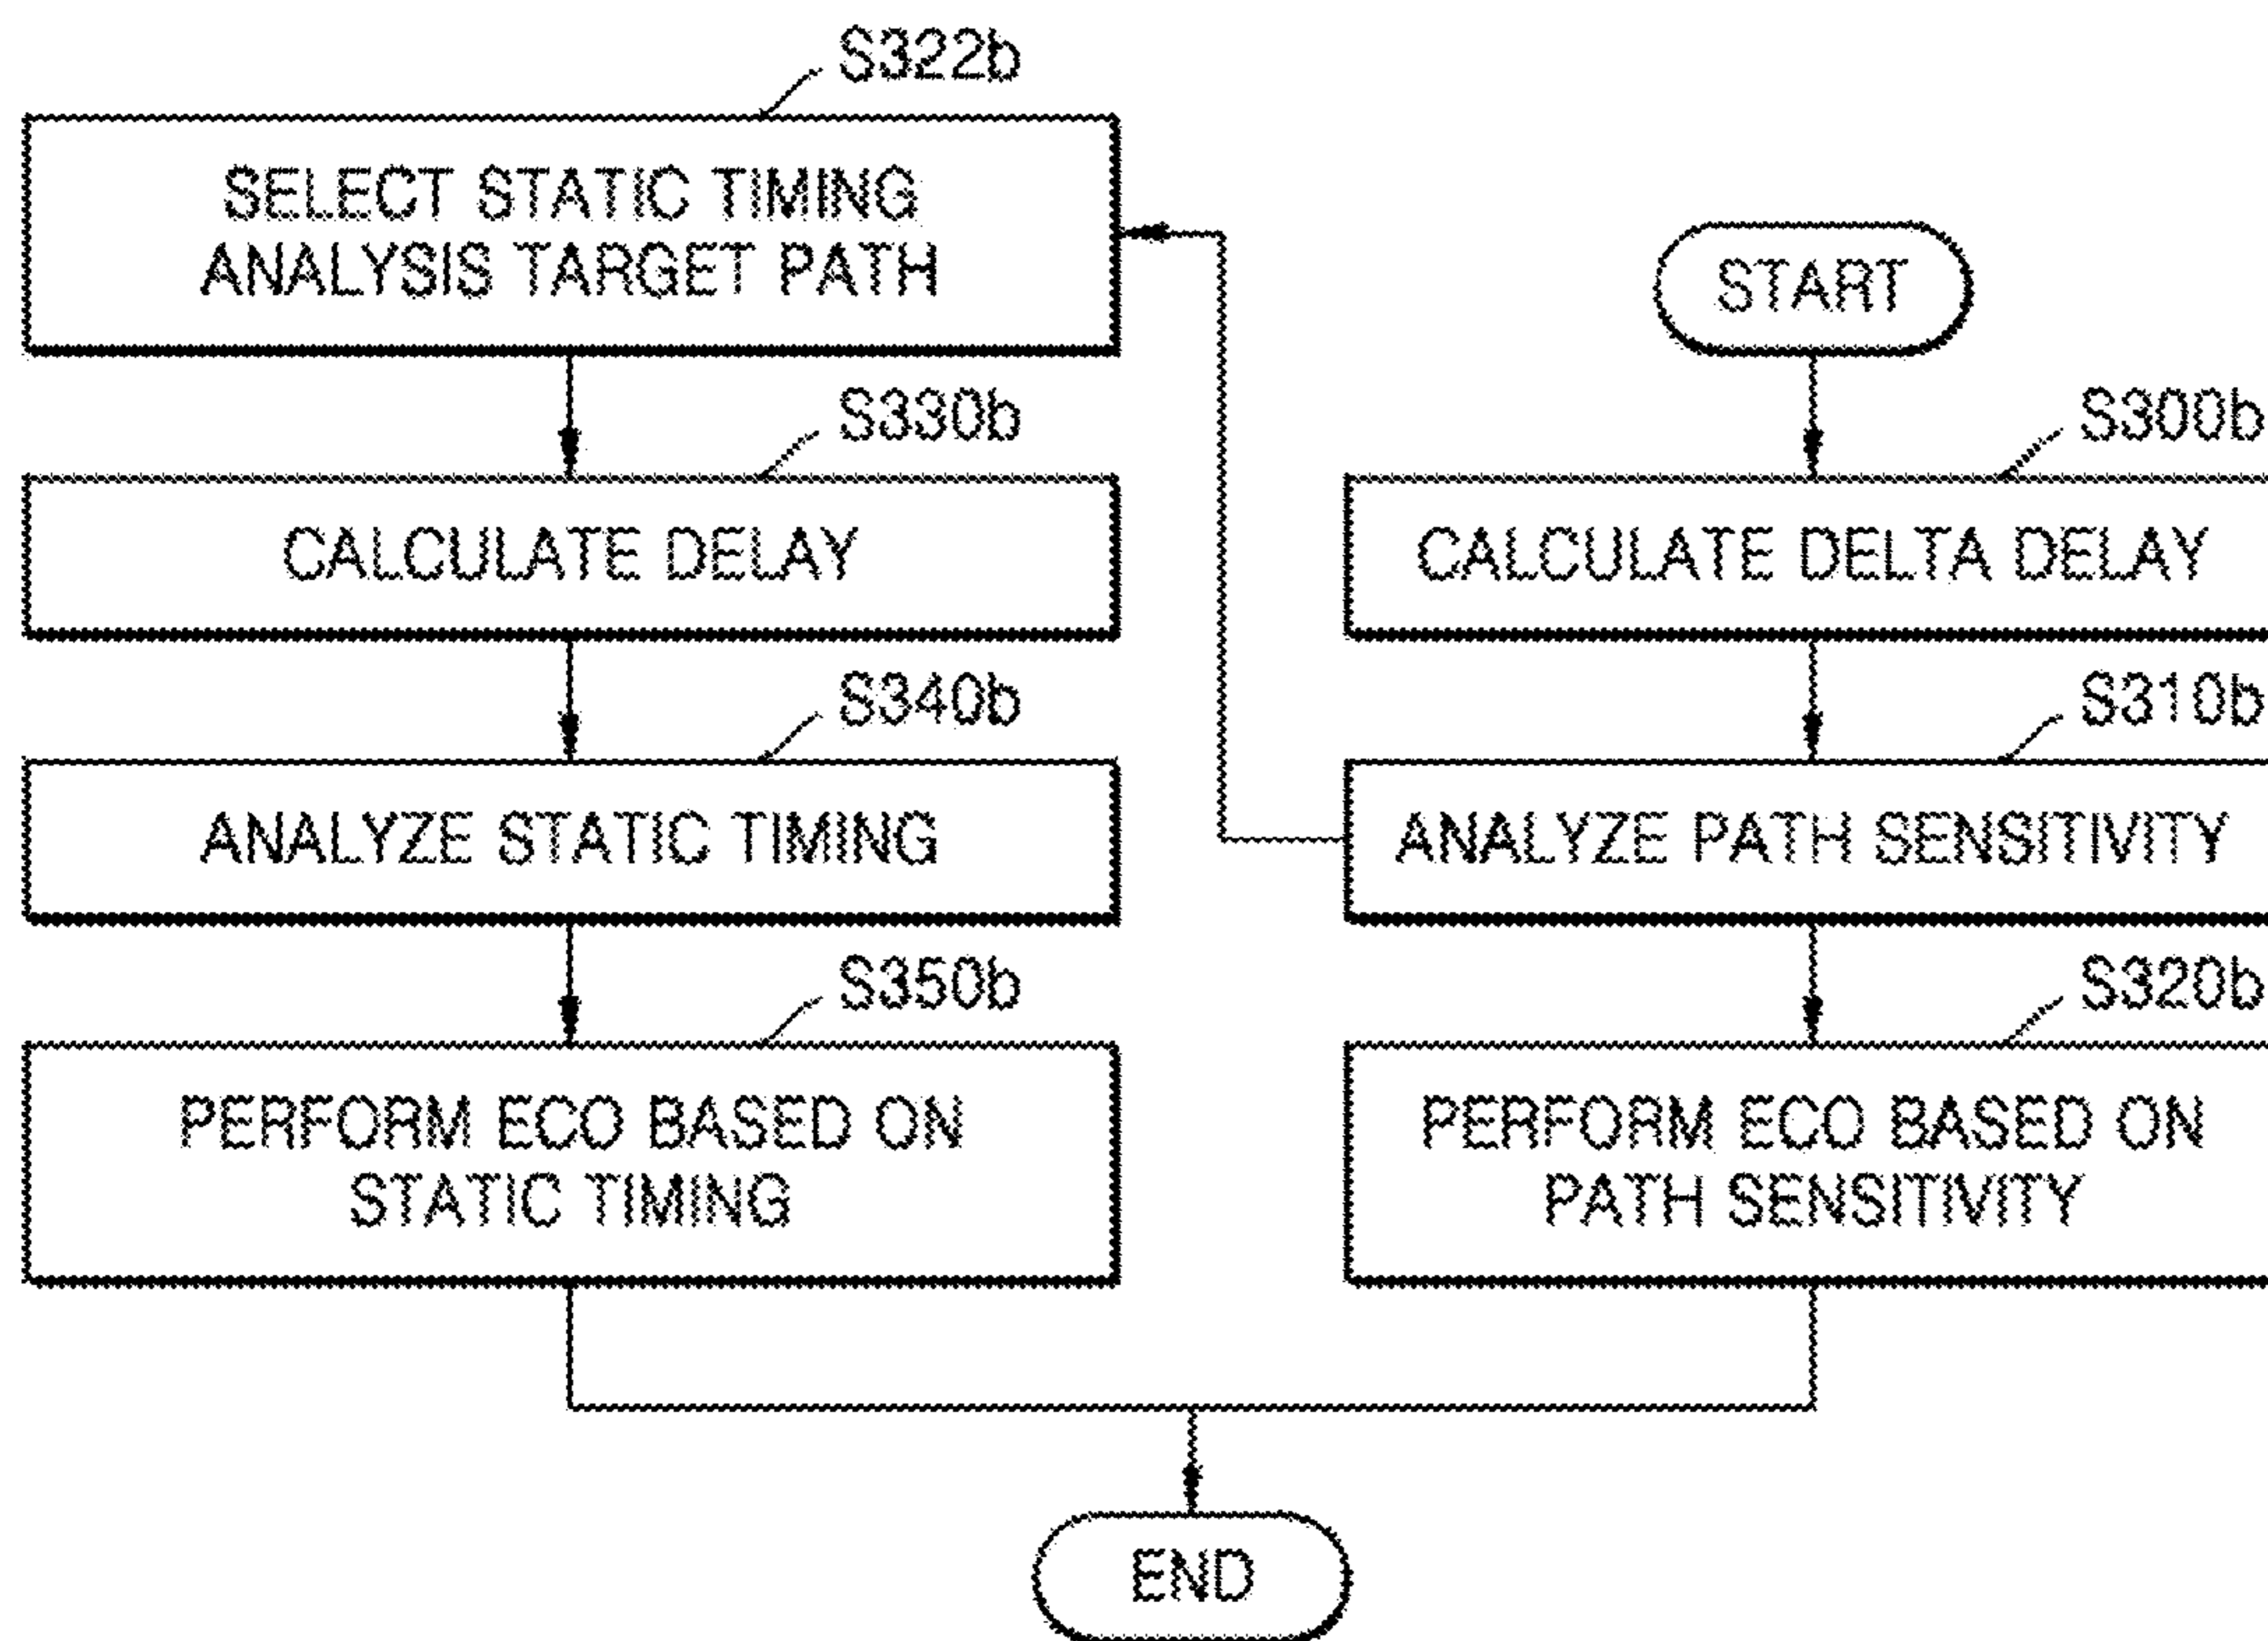 S322b
SELECT STATIC TIMING
ANALYSIS TARGET PATH
S330b
CALCULATE DELAY
S340b
ANALYZE STATIC TIMING
S350b
PERFORM ECO BASED ON
STATIC TIMING
START
S300b
CALCULATE DELTA DELAY
S310b
ANALYZE PATH SENSITIVITY
S320b
PERFORM ECO BASED ON
PATH SENSITIVITY
END